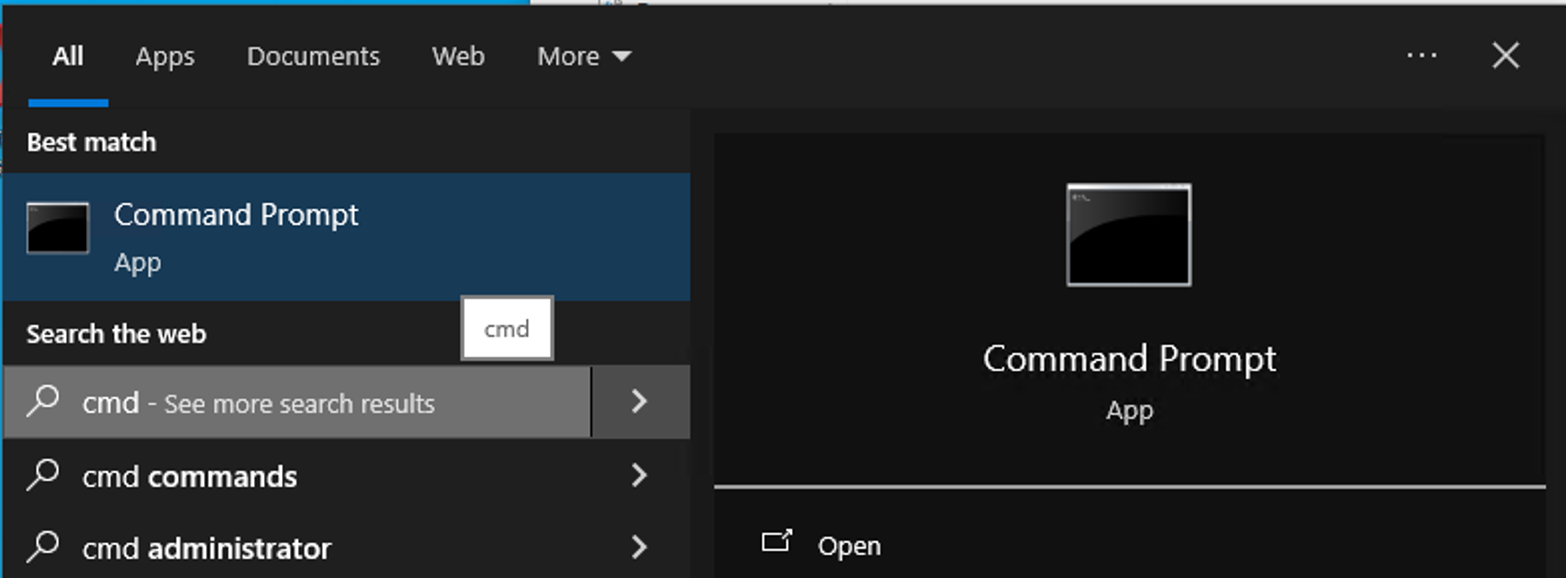 All Apps Documents Web More
Best match
Command Prompt
App
Search the web
cmd
cmd - See more search results
cmd commands
cmd administrator
Command Prompt
App
Open